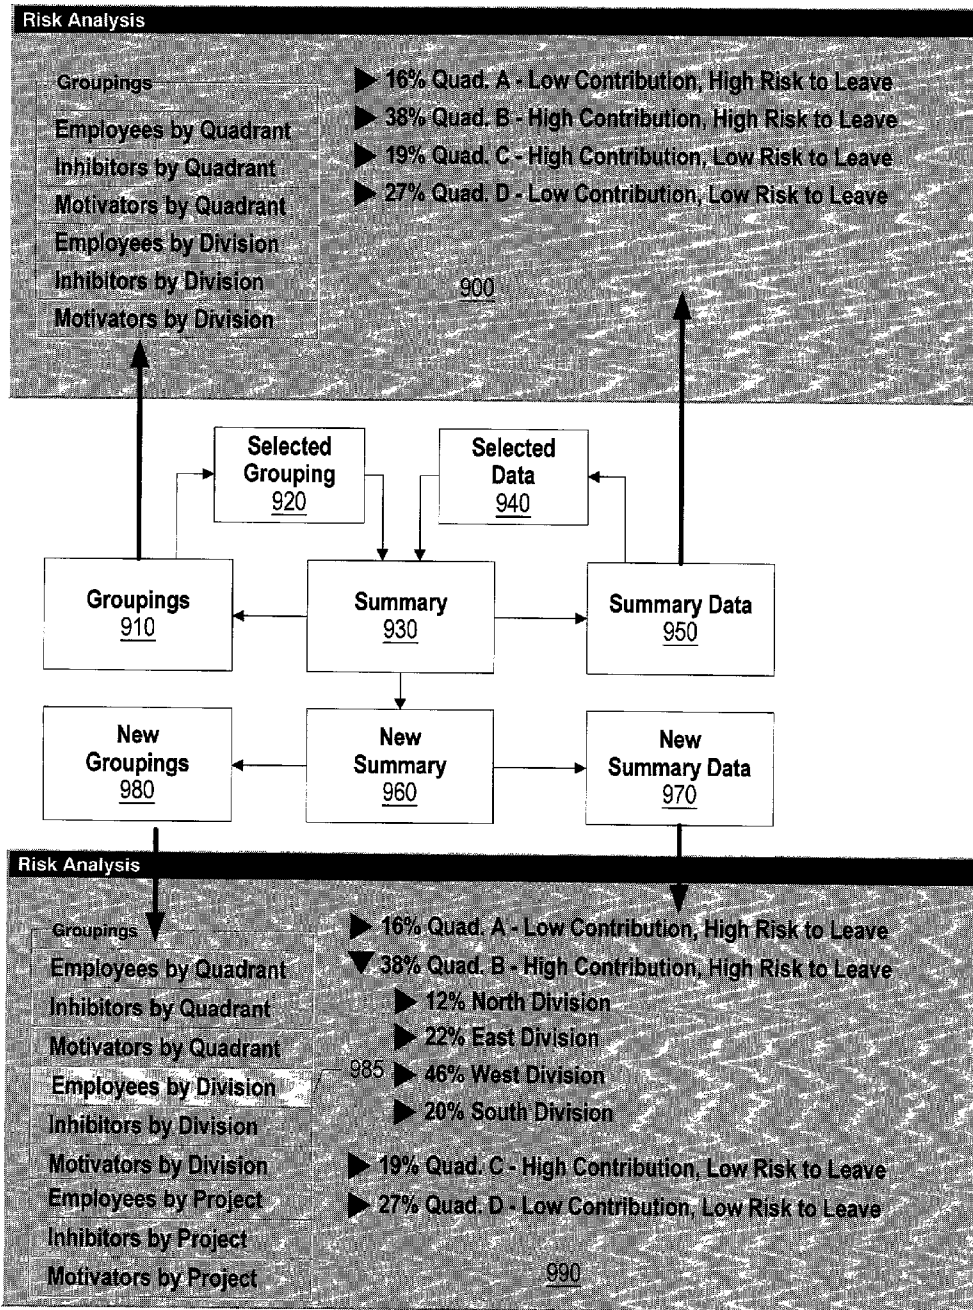 Risk Analysis
Groupings
Employees by Quadrant
Inhibitors by Quadrant
Motivators by Quadrant
Employees by Division
Inhibitors by Division
Motivators by Division
16% Quad. A - Low Contribution, High Risk to Leave
38% Quad. B - High Contribution, High Risk to Leave
19% Quad. C - High Contribution, Low Risk to Leave
27% Quad. D - Low Contribution, Low Risk to Leave
900
Selected
Grouping
920
Selected
Data
940
Groupings
910
Summary
930
Summary Data
950
New
Groupings
980
New
Summary
960
New
Summary Data
970
Risk Analysis
Groupings
Employees by Quadrant
Inhibitors by Quadrant
Motivators by Quadrant
Employees by Division
Inhibitors by Division
Motivators by Division
Employees by Project
Inhibitors by Project
Motivators by Project
985
16% Quad. A - Low Contribution, High Risk to Leave
38% Quad. B - High Contribution, High Risk to Leave
12% North Division
22% East Division
46% West Division
20% South Division
19% Quad. C - High Contribution, Low Risk to Leave
27% Quad. D - Low Contribution, Low Risk to Leave
990